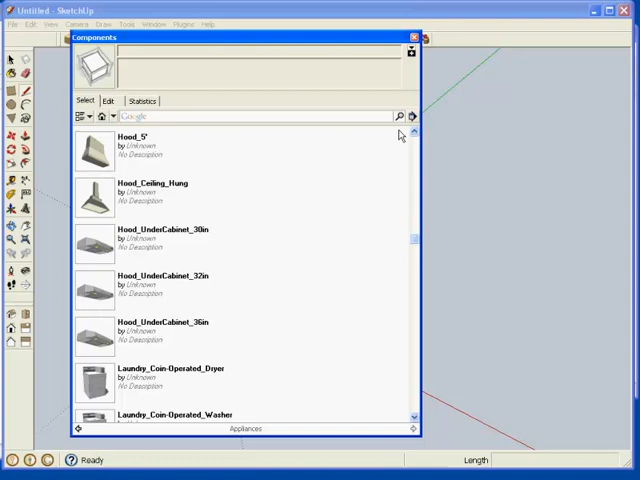 Untitled - SketchUp
File Edit View Camera Draw Tools Window Plugins Help
Components
Select Edit Statistics
Google
Hood_5'
by Unknown
No Description
Hood_Ceiling_Hung
by Unknown
No Description
Hood_UnderCabinet_30in
by Unknown
No Description
Hood_UnderCabinet_32in
by Unknown
No Description
Hood_UnderCabinet_36in
by Unknown
No Description
Laundry_Coin-Operated_Dryer
by Unknown
No Description
Laundry_Coin-Operated_Washer
Appliances
Ready
Length